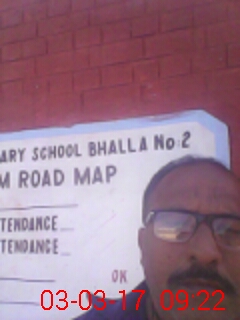 ARY SCHOOL BHALLA No 2
M ROAD MAP
TENDANCE
TENDANCE
OK
03-03-17 09:22